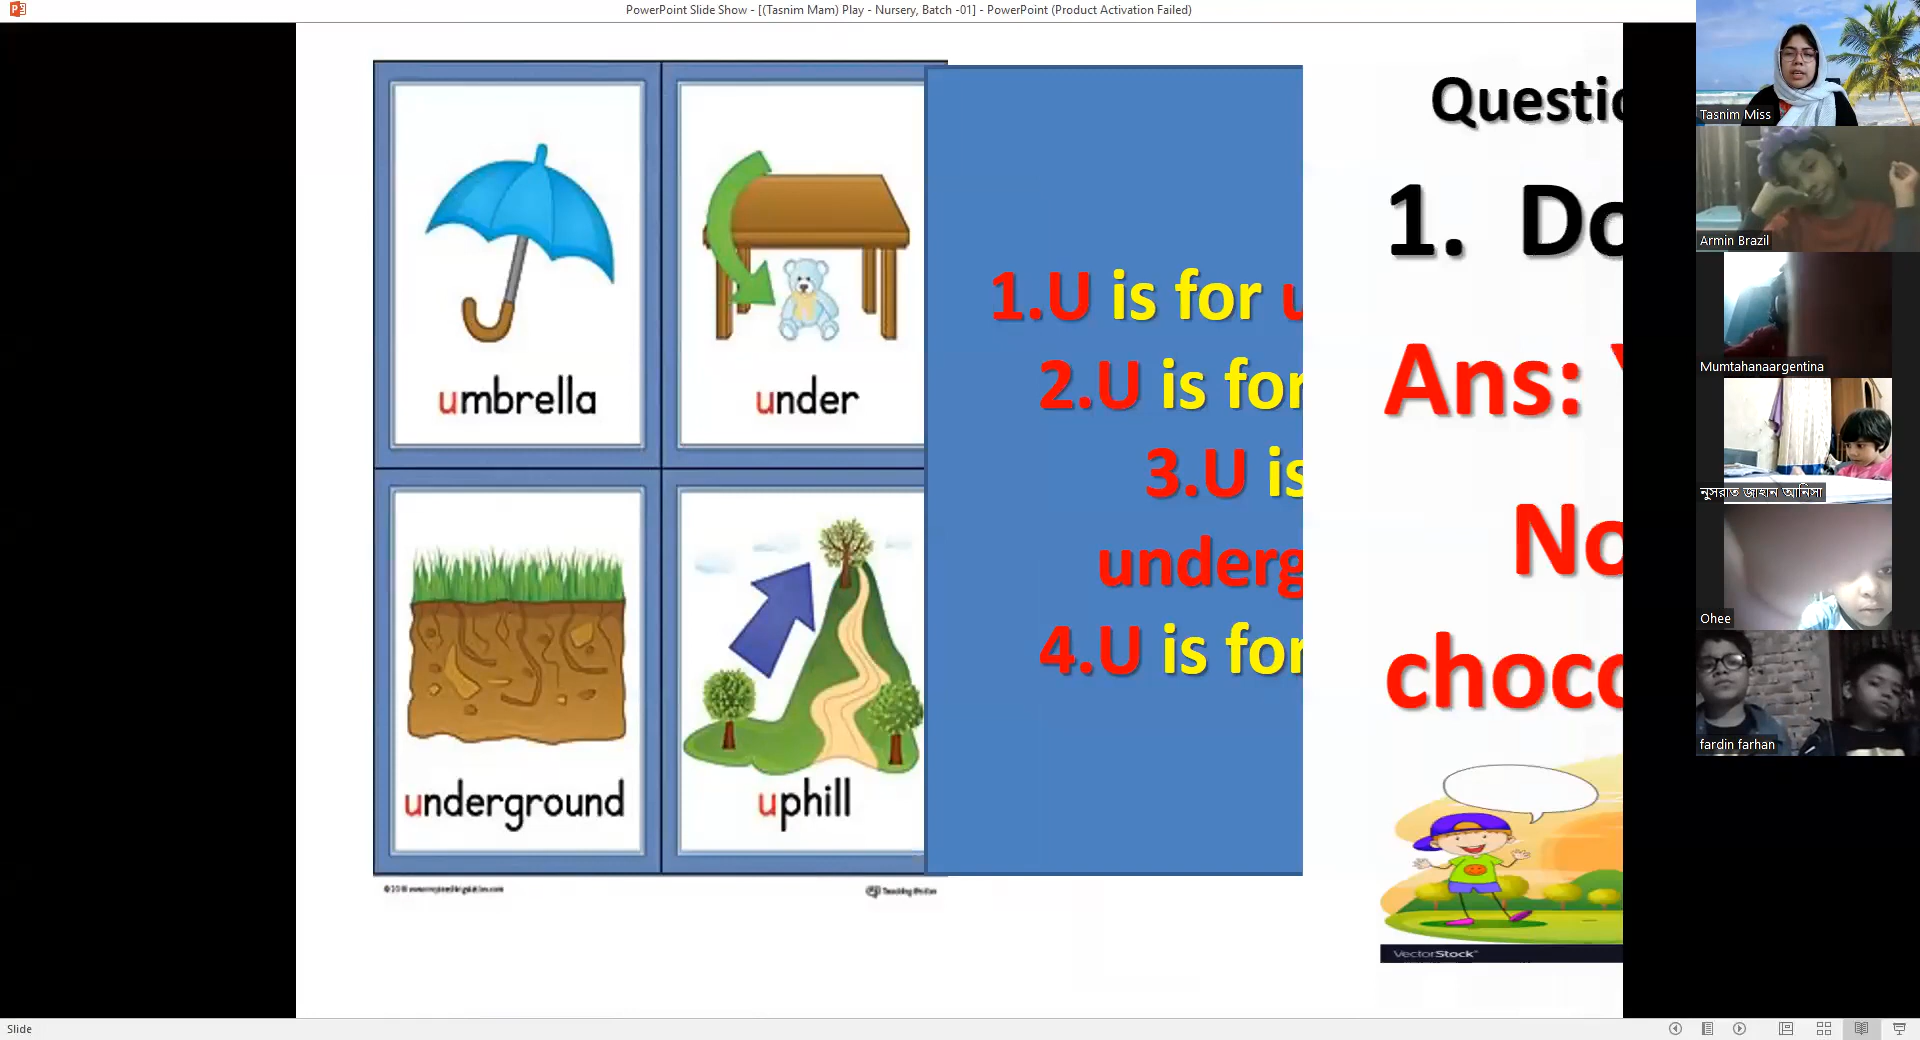 PowerPoint Slide Show - [(Tasnim Mam) Play - Nursery, Batch -01] - PowerPoint (Product Activation Failed)
umbrella
under
underground
uphill
1.U is for u
2.U is for
3.U is
underg
4.U is for
Questio
1. Do
Ans: Y
No
choco
VectorStock
Tasnim Miss
Armin Brazil
Mumtahanaargentina
নুসরাত জাহান আনিসা
Ohee
fardin farhan
Slide